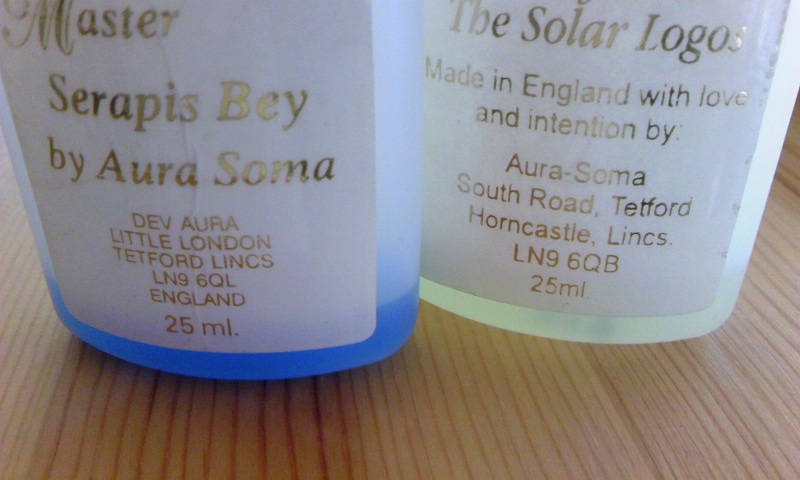 Master
Serapis Bey
by Aura Soma
DEV AURA
LITTLE LONDON
TETFORD LINCS
LN9 6QL
ENGLAND
25 ml.
The Solar Logos
Made in England with love
and intention by:
Aura-Soma
South Road, Tetford
Horncastle, Lincs.
LN9 6QB
25ml.